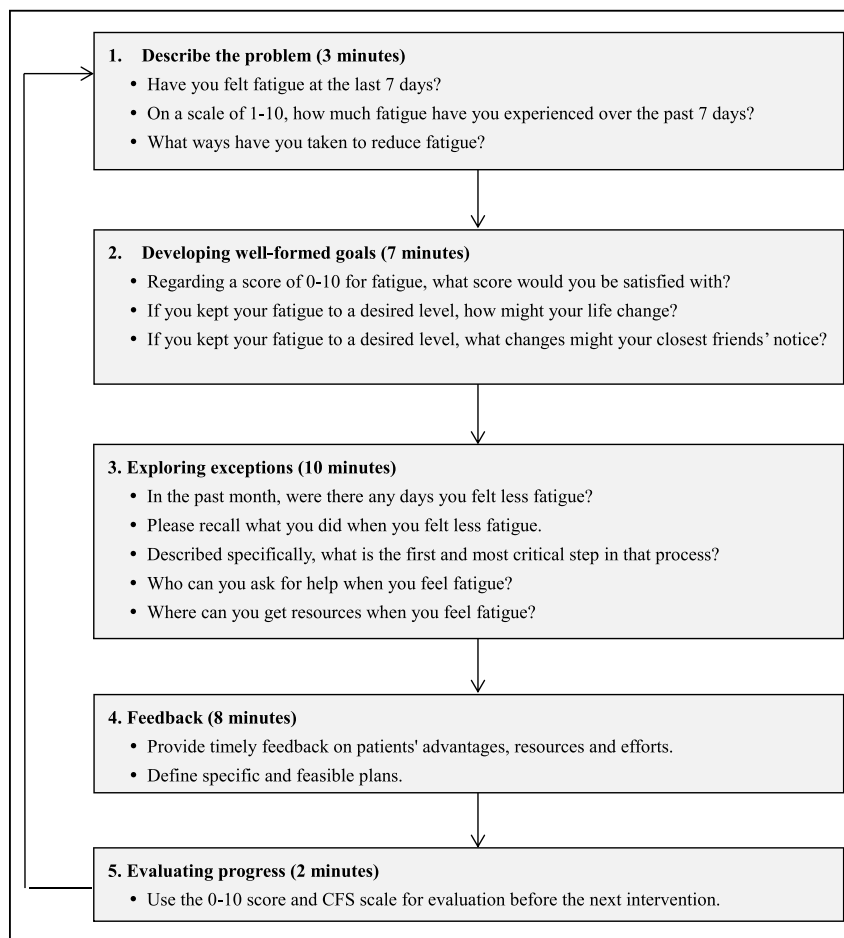 1. Describe the problem (3 minutes)
• Have you felt fatigue at the last 7 days?
• On a scale of 1-10, how much fatigue have you experienced over the past 7 days?
• What ways have you taken to reduce fatigue?
2. Developing well-formed goals (7 minutes)
• Regarding a score of 0-10 for fatigue, what score would you be satisfied with?
• If you kept your fatigue to a desired level, how might your life change?
• If you kept your fatigue to a desired level, what changes might your closest friends’ notice?
3. Exploring exceptions (10 minutes)
• In the past month, were there any days you felt less fatigue?
• Please recall what you did when you felt less fatigue.
• Described specifically, what is the first and most critical step in that process?
• Who can you ask for help when you feel fatigue?
• Where can you get resources when you feel fatigue?
4. Feedback (8 minutes)
• Provide timely feedback on patients' advantages, resources and efforts.
• Define specific and feasible plans.
5. Evaluating progress (2 minutes)
• Use the 0-10 score and CFS scale for evaluation before the next intervention.